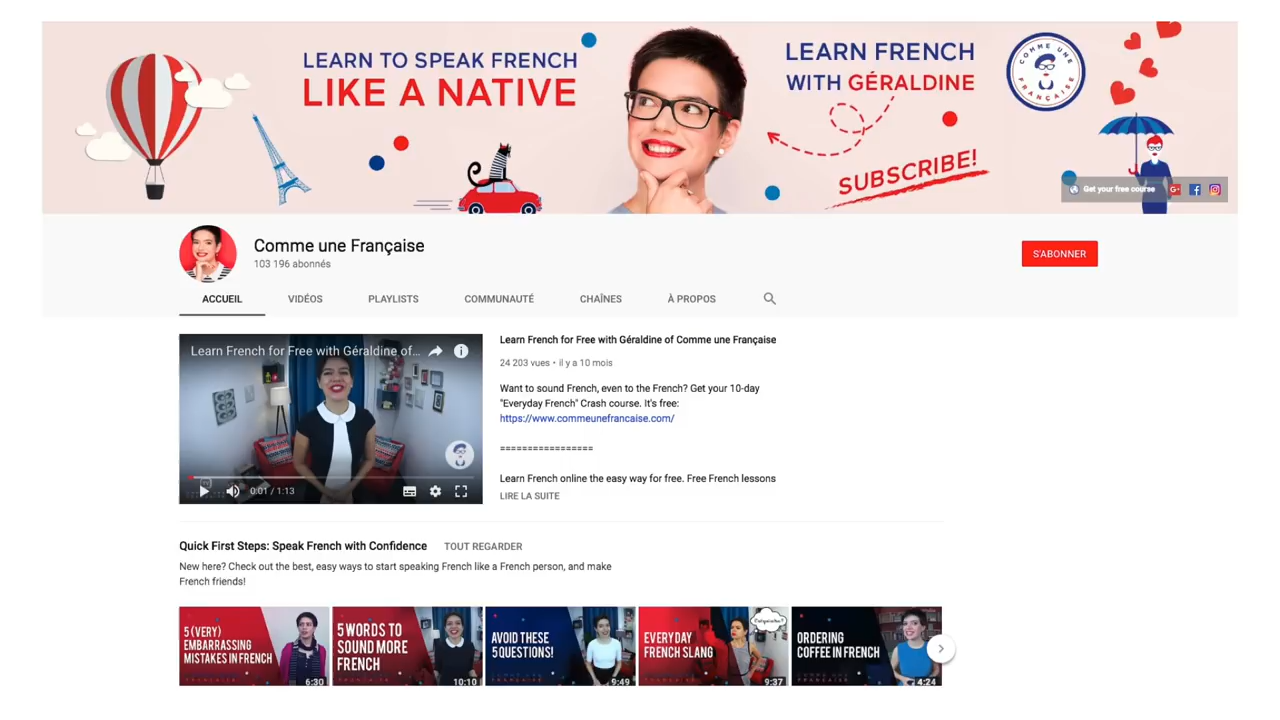 LEARN TO SPEAK FRENCH
LIKE A NATIVE
LEARN FRENCH
WITH GÉRALDINE
SUBSCRIBE!
COMME UNE
FRANÇAISE
Get your free course
Comme une Française
103 196 abonnés
S'ABONNER
ACCUEIL VIDÉOS PLAYLISTS COMMUNAUTÉ CHAÎNES À PROPOS
Learn French for Free with Géraldine of...
0:01 / 1:13
Learn French for Free with Géraldine of Comme une Française
24 203 vues • il y a 10 mois
Want to sound French, even to the French? Get your 10-day
"Everyday French" Crash course. It's free:
https://www.commeunefrancaise.com/
=================
Learn French online the easy way for free. Free French lessons
LIRE LA SUITE
Quick First Steps: Speak French with Confidence TOUT REGARDER
New here? Check out the best, easy ways to start speaking French like a French person, and make
French friends!
5 (VERY)
EMBARRASSING
MISTAKES IN FRENCH
6:30
5 WORDS TO
SOUND MORE
FRENCH
10:10
AVOID THESE
5 QUESTIONS!
9:49
EVERYDAY
FRENCH SLANG
9:37
ORDERING
COFFEE IN FRENCH
4:24